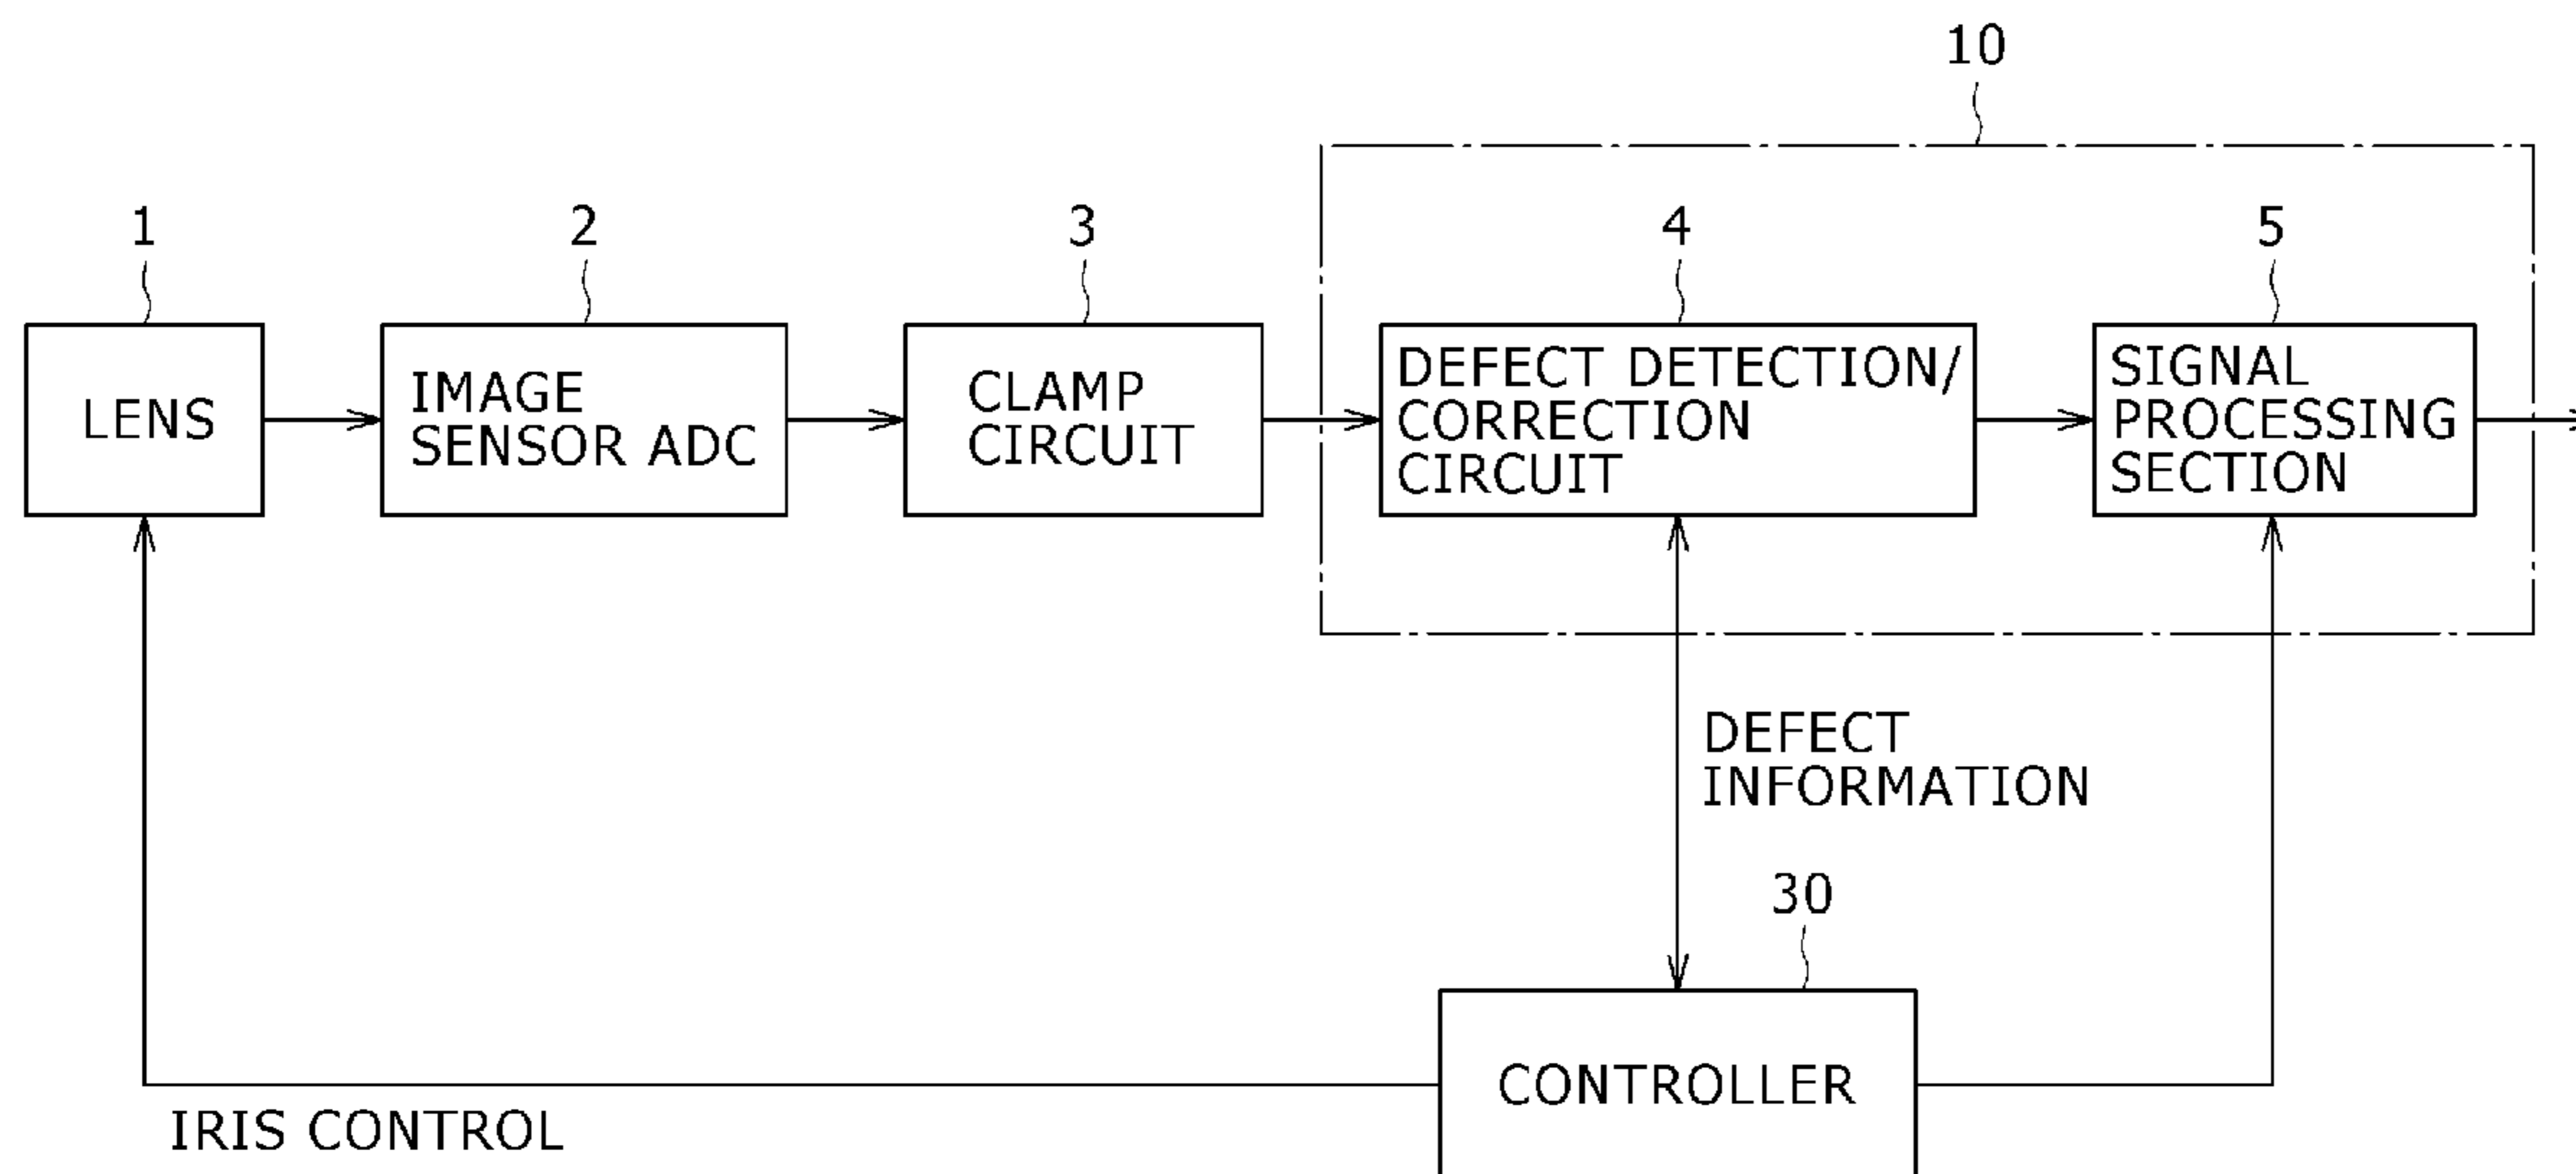 10
1
2
3
4
5
LENS
IMAGE
SENSOR ADC
CLAMP
CIRCUIT
DEFECT DETECTION/
CORRECTION
CIRCUIT
SIGNAL
PROCESSING
SECTION
DEFECT
INFORMATION
30
CONTROLLER
IRIS CONTROL